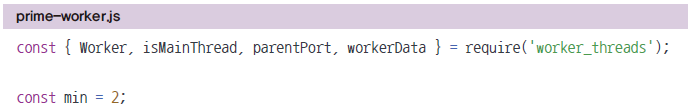 prime-worker.js
const { Worker, isMainThread, parentPort, workerData } = require('worker_threads');
const min = 2;